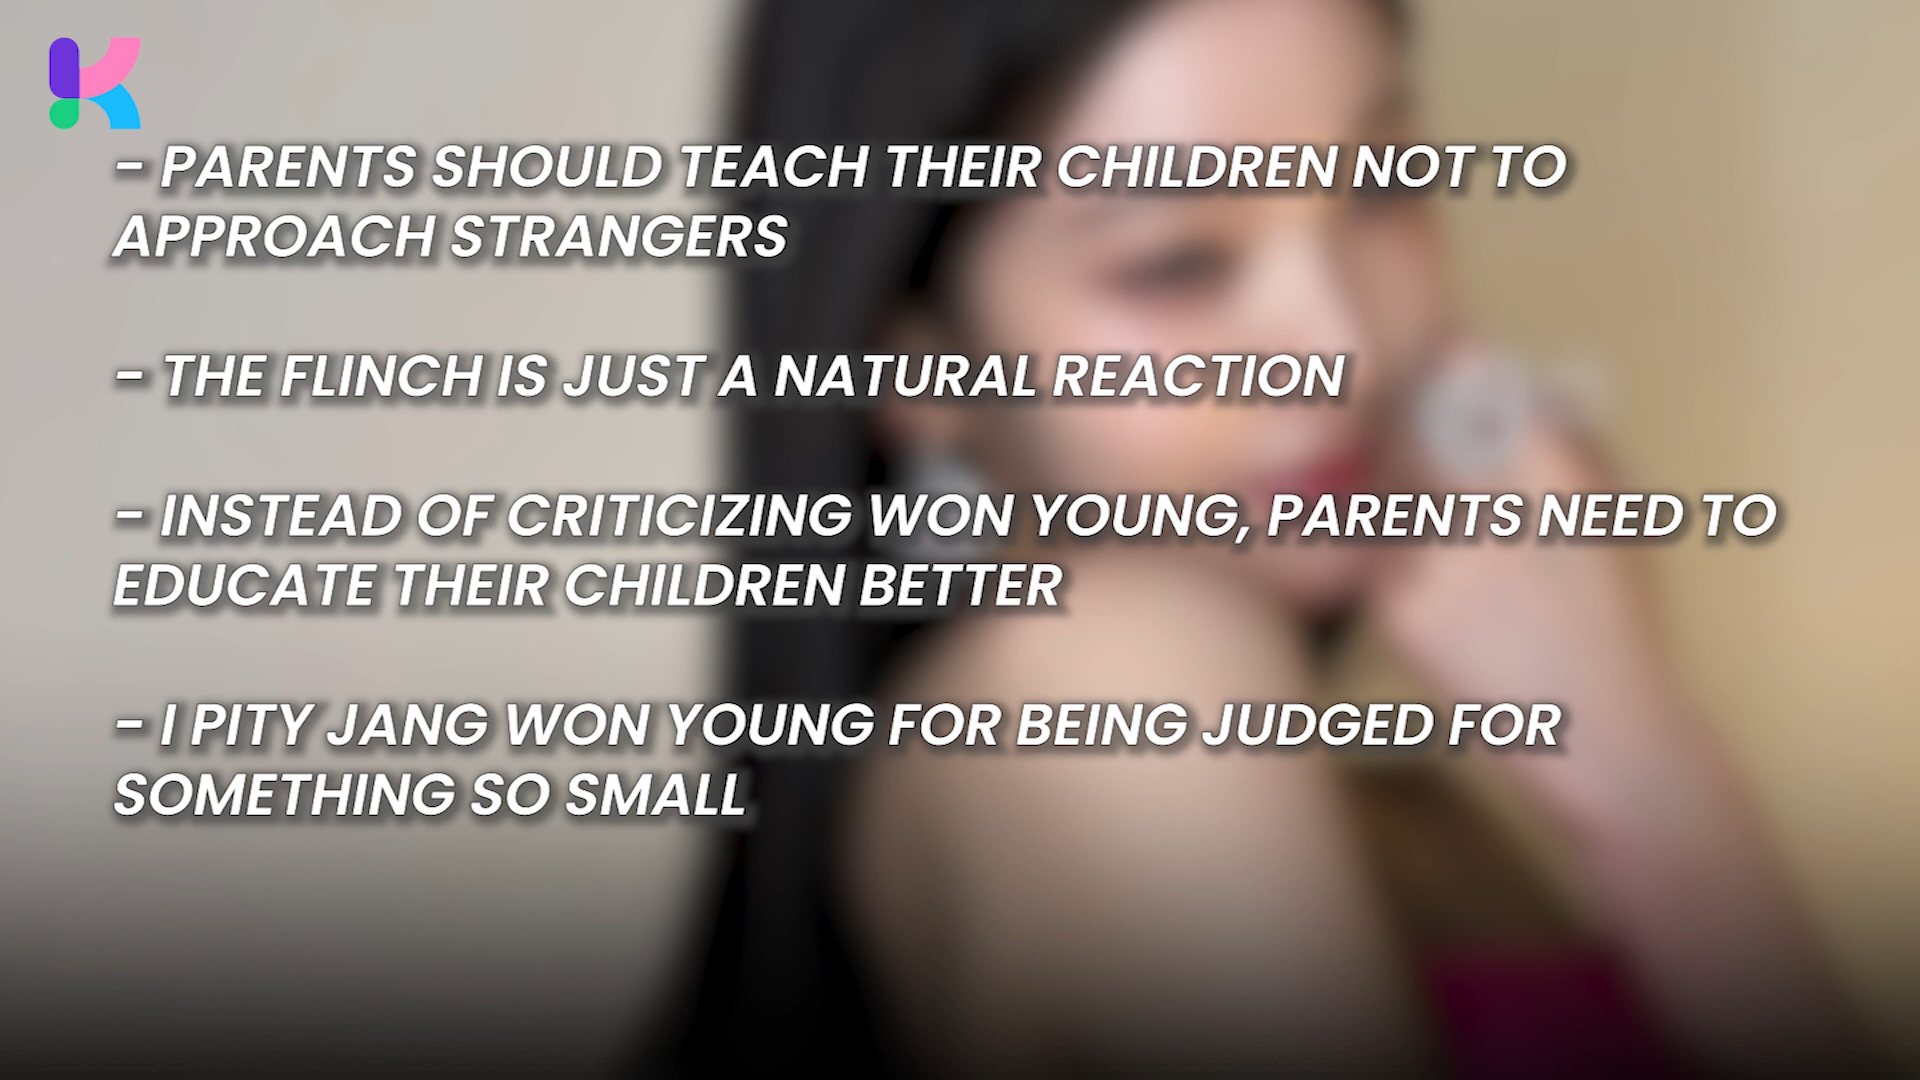 - PARENTS SHOULD TEACH THEIR CHILDREN NOT TO
APPROACH STRANGERS
- THE FLINCH IS JUST A NATURAL REACTION
- INSTEAD OF CRITICIZING WON YOUNG, PARENTS NEED TO
EDUCATE THEIR CHILDREN BETTER
- I PITY JANG WON YOUNG FOR BEING JUDGED FOR
SOMETHING SO SMALL